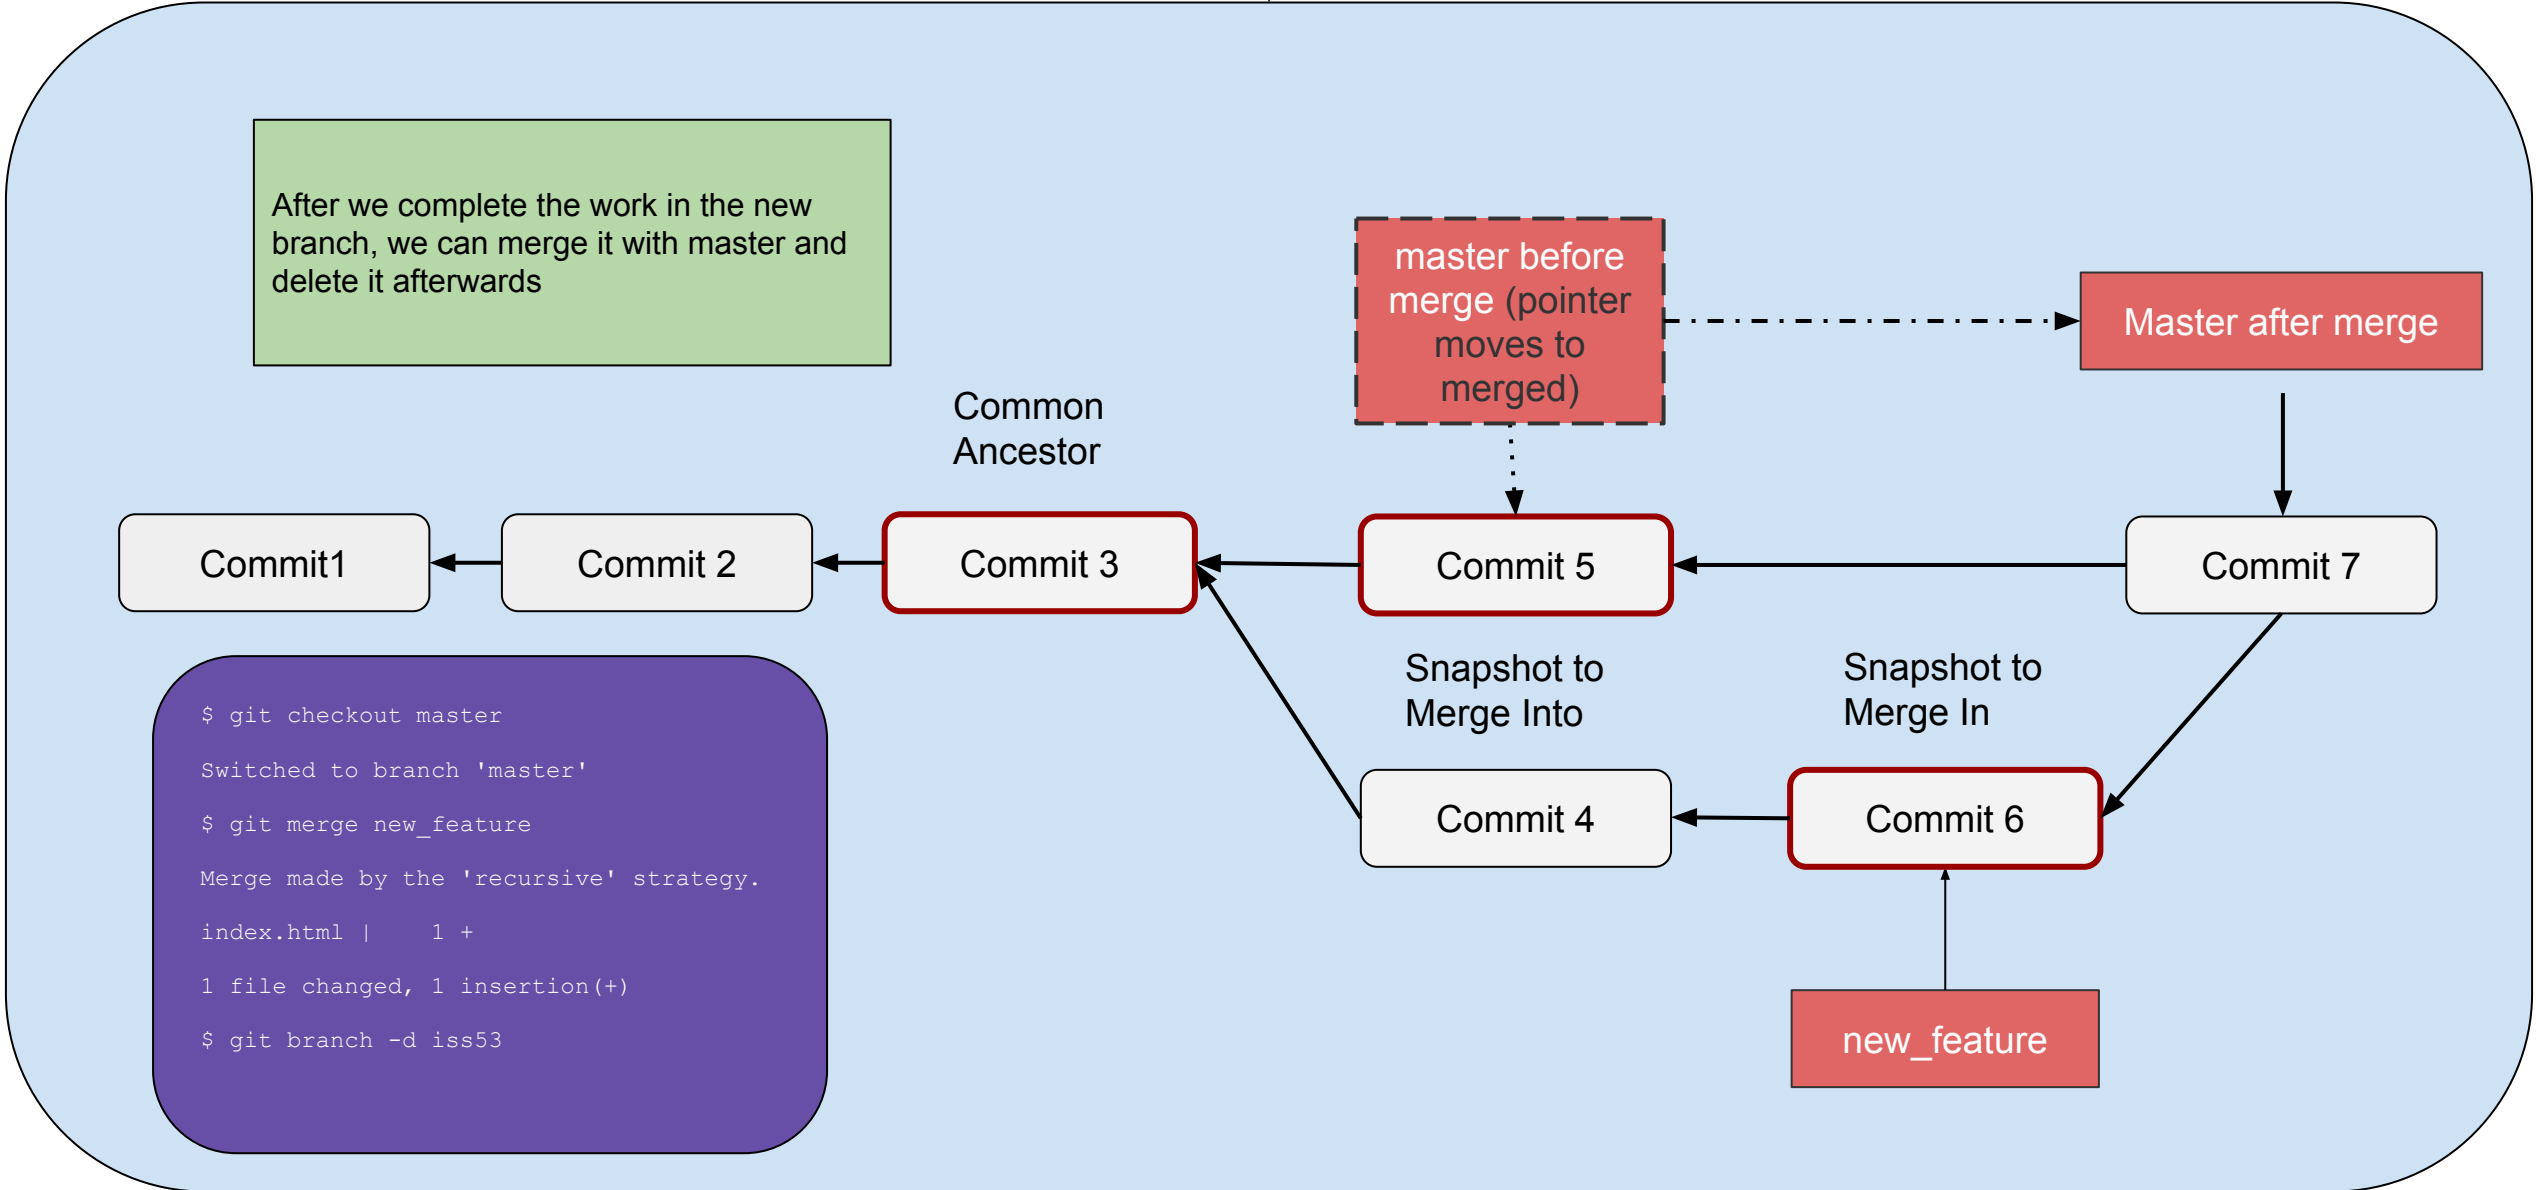 After we complete the work in the new
branch, we can merge it with master and
delete it afterwards
master before
merge (pointer
moves to
merged)
Master after merge
Common
Ancestor
Commit1
Commit 2
Commit 3
Commit 5
Commit 7
Snapshot to
Merge Into
Snapshot to
Merge In
Commit 4
Commit 6
new_feature
$ git checkout master
Switched to branch 'master'
$ git merge new_feature
Merge made by the 'recursive' strategy.
index.html |    1 +
1 file changed, 1 insertion(+)
$ git branch -d iss53